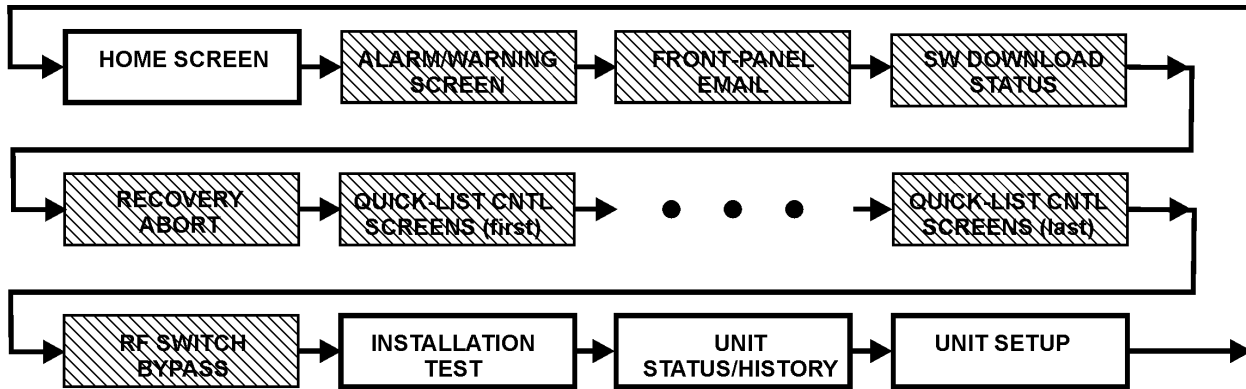 HOME SCREEN
ALARM/WARNING
SCREEN
FRONT-PANEL
EMAIL
SW DOWNLOAD
STATUS
RECOVERY
ABORT
QUICK-LIST CNTL
SCREENS (first)
QUICK-LIST CNTL
SCREENS (last)
RF SWITCH
BYPASS
INSTALLATION
TEST
UNIT
STATUS/HISTORY
UNIT SETUP